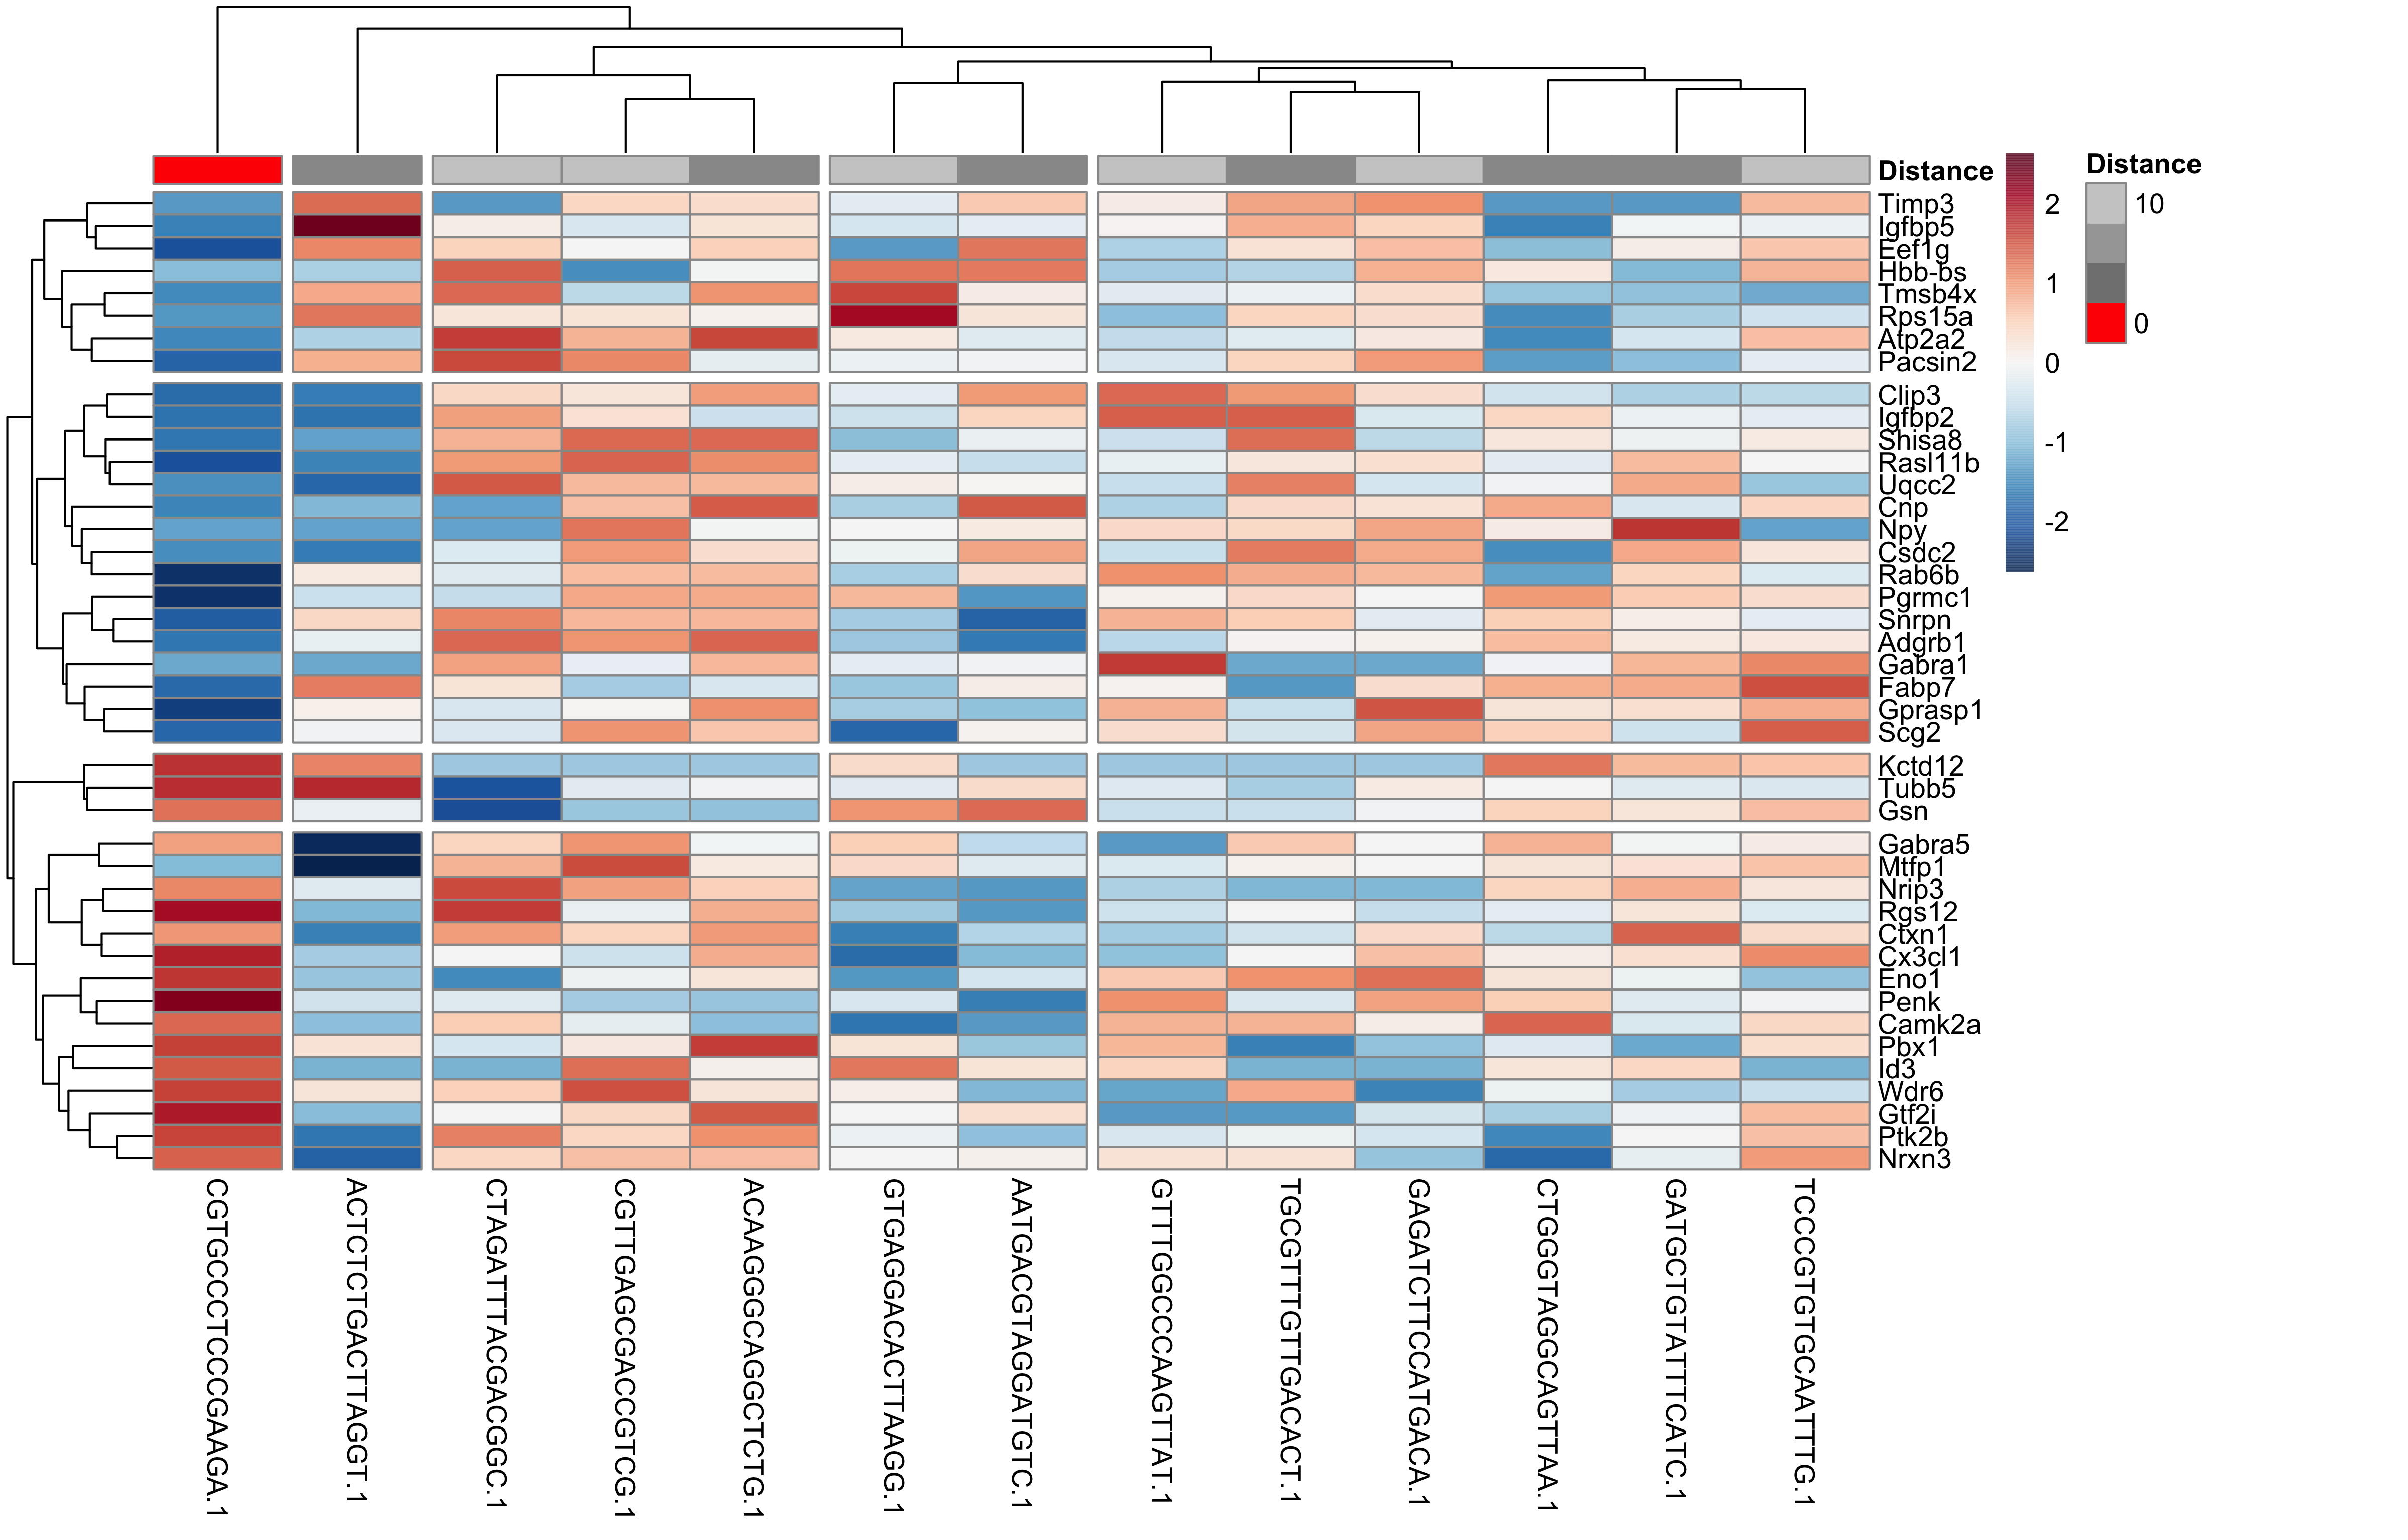 Distance
Distance
2
1
0
-1
-2
10
0
Timp3
Igfbp5
Eef1g
Hbb-bs
Tmsb4x
Rps15a
Atp2a2
Pacsin2
Clip3
Igfbp2
Shisa8
Rasl11b
Uqcc2
Cnp
Npy
Csdc2
Rab6b
Pgrmc1
Snrpn
Adgrb1
Gabra1
Fabp7
Gprasp1
Scg2
Kctd12
Tubb5
Gsn
Gabra5
Mtfp1
Nrip3
Rgs12
Ctxn1
Cx3cl1
Eno1
Penk
Camk2a
Pbx1
Id3
Wdr6
Gtf2i
Ptk2b
Nrxn3
CGTGCCCTCCCCGAAGA.1
ACTCTCTGACTTAGGT.1
CTAGATTTACGACGGC.1
CGTTGAGCGACCGTCG.1
ACAAGGGCAGGCTCTG.1
GTGAGGACACTTAAGG.1
AATGACGTAGGATGTC.1
GTTTGGCCCAAGTTAT.1
TGCGTTTGTTGACACT.1
GAGATCTTCCATGACA.1
CTGGGTAGGCAGTTAA.1
GATGCTGTATTTCATC.1
TCCCGTGTGCAATTTG.1